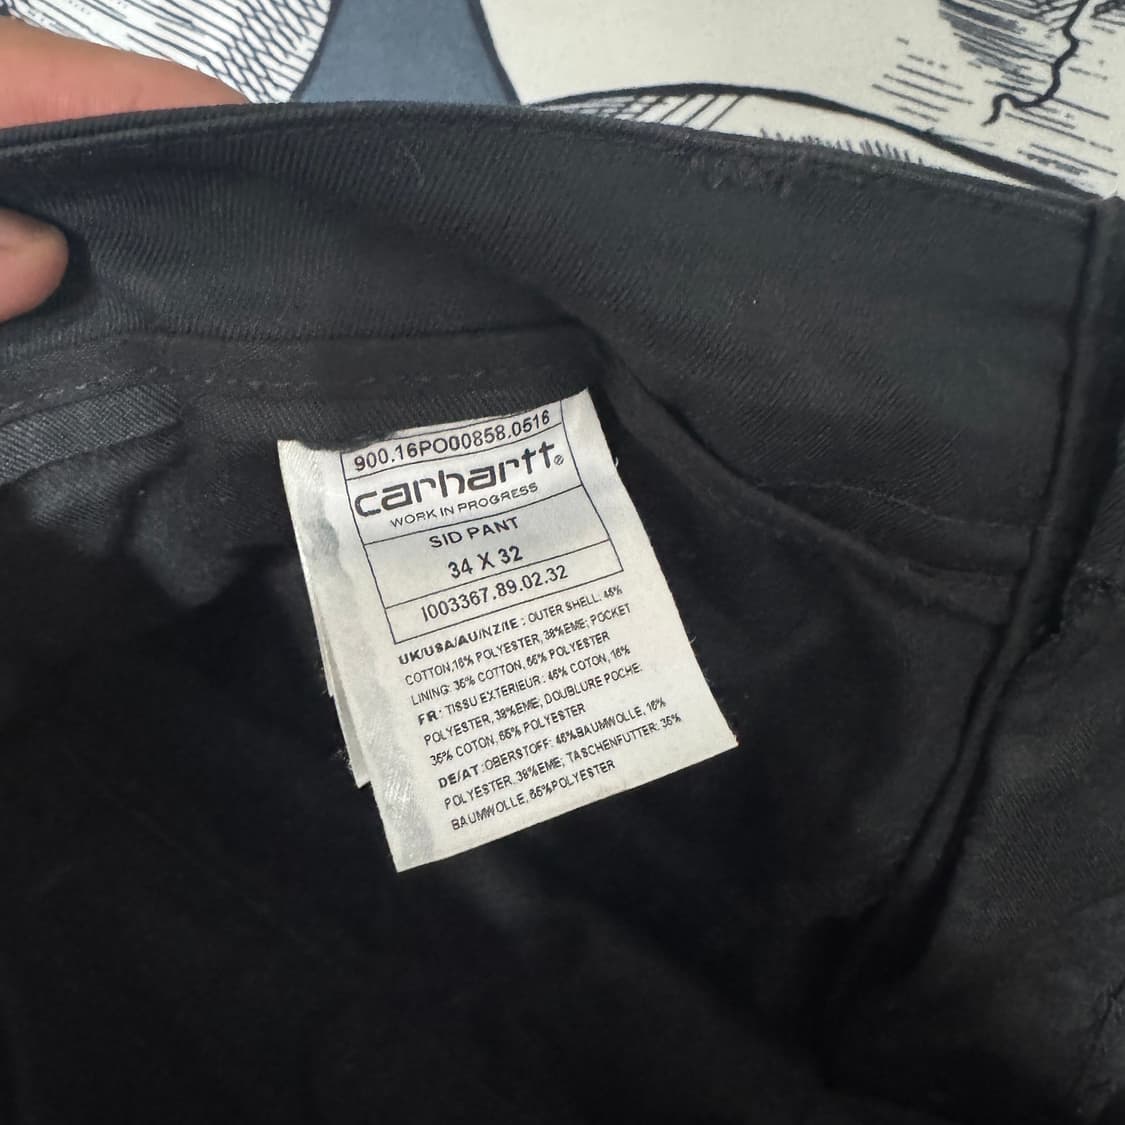 900.16PO00858.0516
carhartt®
WORK IN PROGRESS
SID PANT
34 X 32
I003367.89.02.32
UK/USA/AU/NZ/IE : OUTER SHELL: 46%
COTTON,16% POLYESTER, 38%EME; POCKET
LINING: 35% COTTON, 65% POLYESTER
FR : TISSU EXTERIEUR : 46% COTON, 16%
POLYESTER, 38%EME; DOUBLURE POCHE:
35% COTON, 65% POLYESTER
DE/AT :OBERSTOFF: 46%BAUMWOLLE, 16%
POLYESTER, 38%EME; TASCHENFUTTER: 35%
BAUMWOLLE, 65%POLYESTER